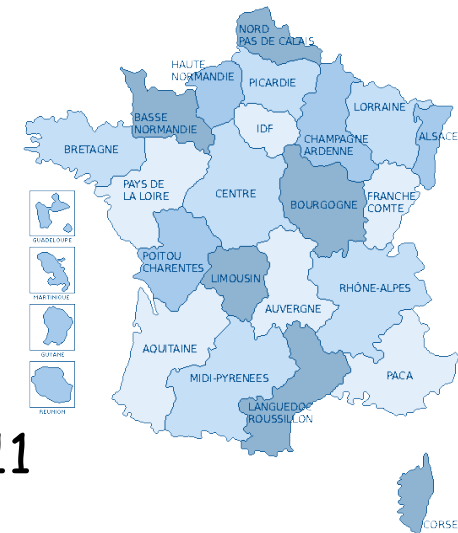 NORD
PAS DE CALAIS
HAUTE
NORMANDIE
PICARDIE
LORRAINE
BASSE
NORMANDIE
IDF
CHAMPAGNE
ARDENNE
ALSACE
BRETAGNE
PAYS DE
LA LOIRE
CENTRE
BOURGOGNE
FRANCHE
COMTE
GUADELOUPE
POITOU
CHARENTES
LIMOUSIN
RHÔNE-ALPES
MARTINIQUE
AUVERGNE
GUYANE
AQUITAINE
MIDI-PYRENEES
PACA
LANGUEDOC
ROUSSILLON
REUNION
11
CORSE